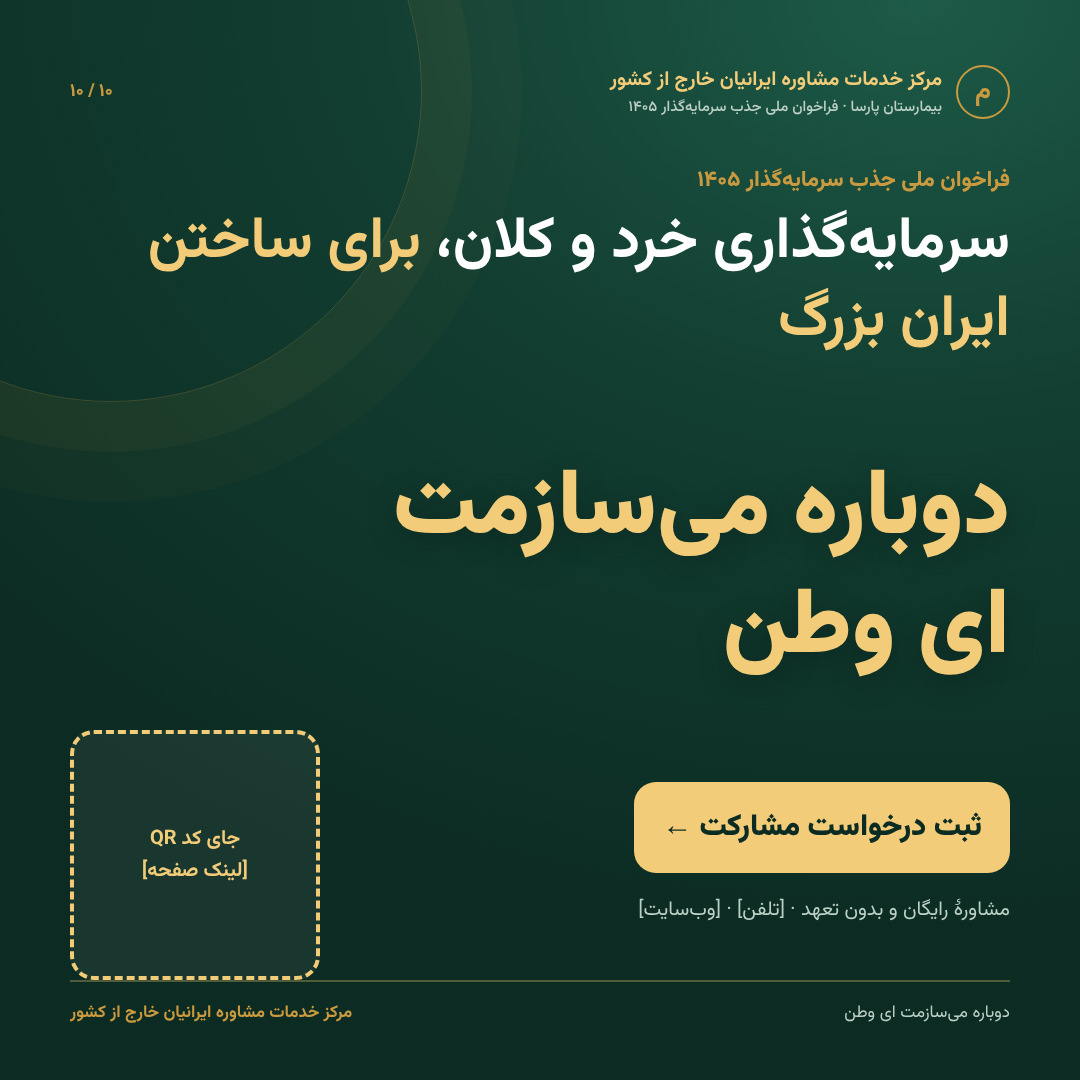 م
مرکز خدمات مشاوره ایرانیان خارج از کشور
بیمارستان پارسا · فراخوان ملی جذب سرمایه‌گذار ۱۴۰۵
۱۰ / ۱۰
فراخوان ملی جذب سرمایه‌گذار ۱۴۰۵
سرمایه‌گذاری خرد و کلان، برای ساختن
ایران بزرگ
دوباره می‌سازمت
ای وطن
ثبت درخواست مشارکت ←
مشاورهٔ رایگان و بدون تعهد · [تلفن] · [وب‌سایت]
جای کد QR
[لینک صفحه]
دوباره می‌سازمت ای وطن
مرکز خدمات مشاوره ایرانیان خارج از کشور